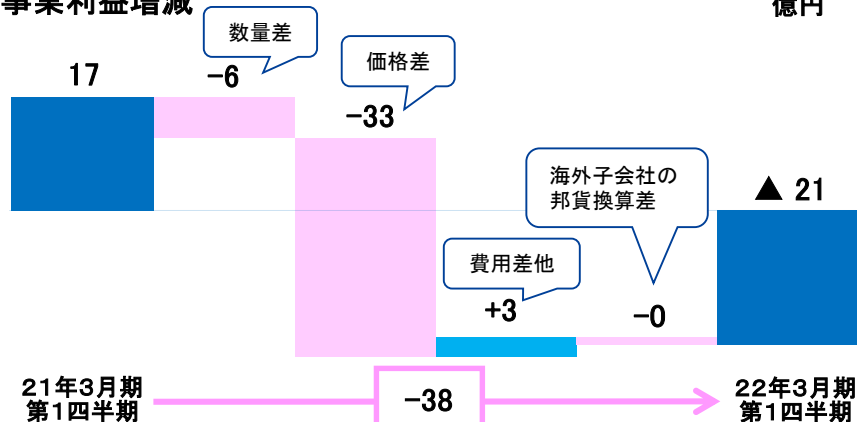 事業利益増減
億円
数量差
価格差
17
-6
-33
海外子会社の
邦貨換算差
▲ 21
費用差他
+3
-0
21年3月期
第1四半期
-38
22年3月期
第1四半期